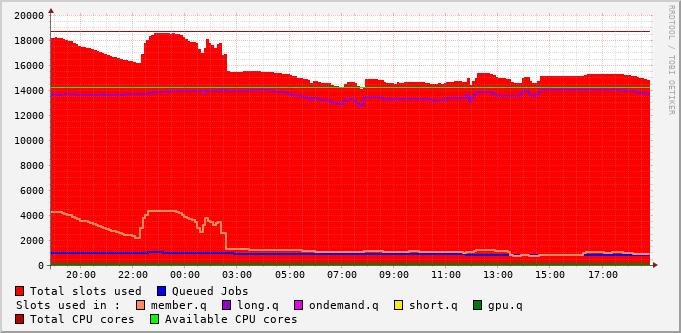 20000
18000
16000
14000
12000
10000
8000
6000
4000
2000
0
20:00 22:00 00:00 03:00 05:00 07:00 09:00 11:00 13:00 15:00 17:00
RRDTOOL / TOBI OETIKER
Total slots used Queued Jobs
Slots used in : member.q long.q ondemand.q short.q gpu.q
Total CPU cores Available CPU cores